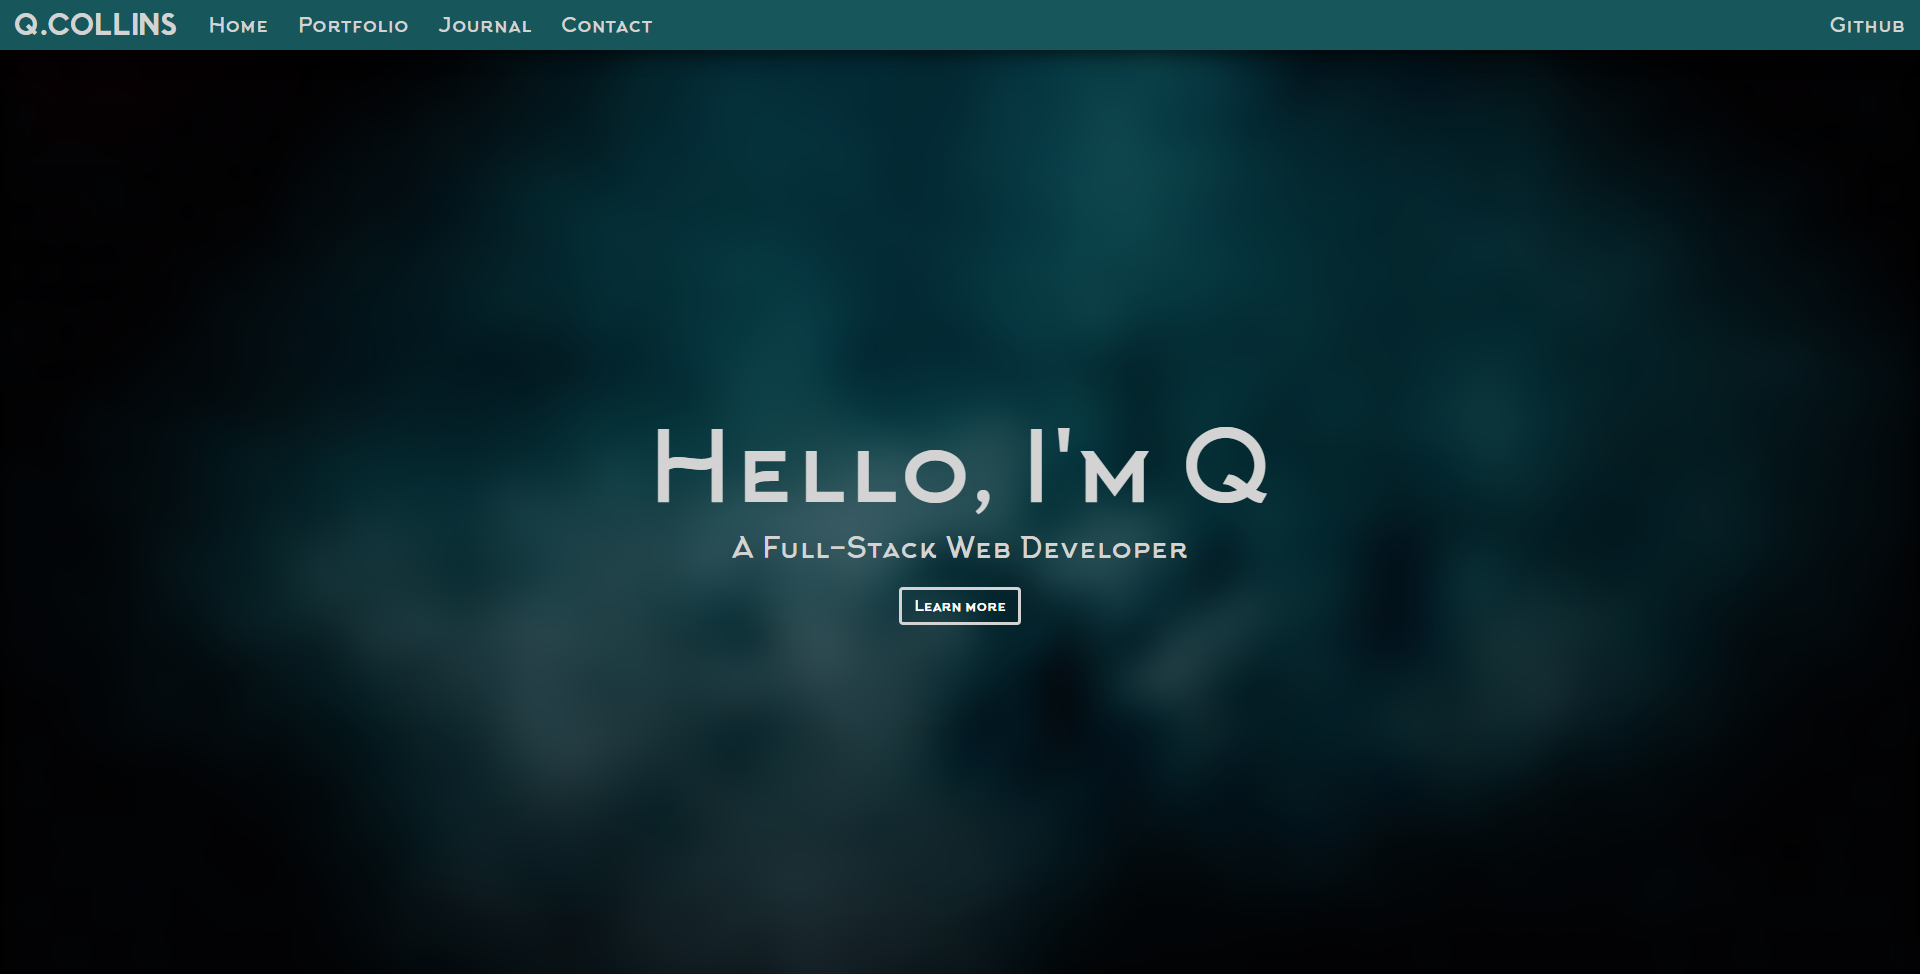 Q.COLLINS Home Portfolio Journal Contact Github
Hello, I'm Q
A Full-Stack Web Developer
Learn more